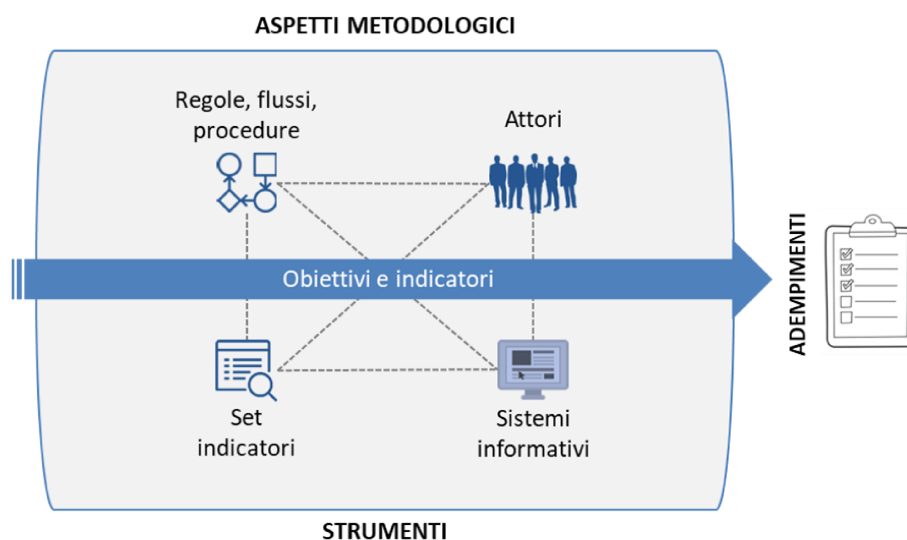 ASPETTI METODOLOGICI
Regole, flussi,
procedure
Attori
Obiettivi e indicatori
ADEMPIMENTI
Set
indicatori
Sistemi
informativi
STRUMENTI